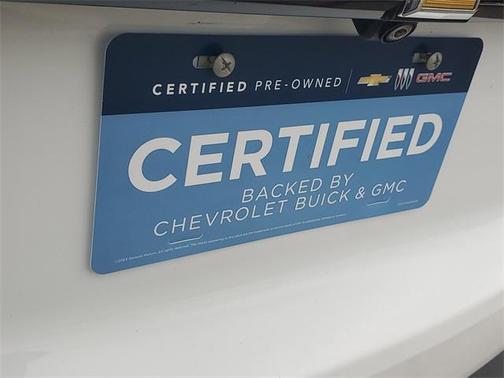 CERTIFIED PRE-OWNED | GMC
CERTIFIED
BACKED BY
CHEVROLET BUICK & GMC